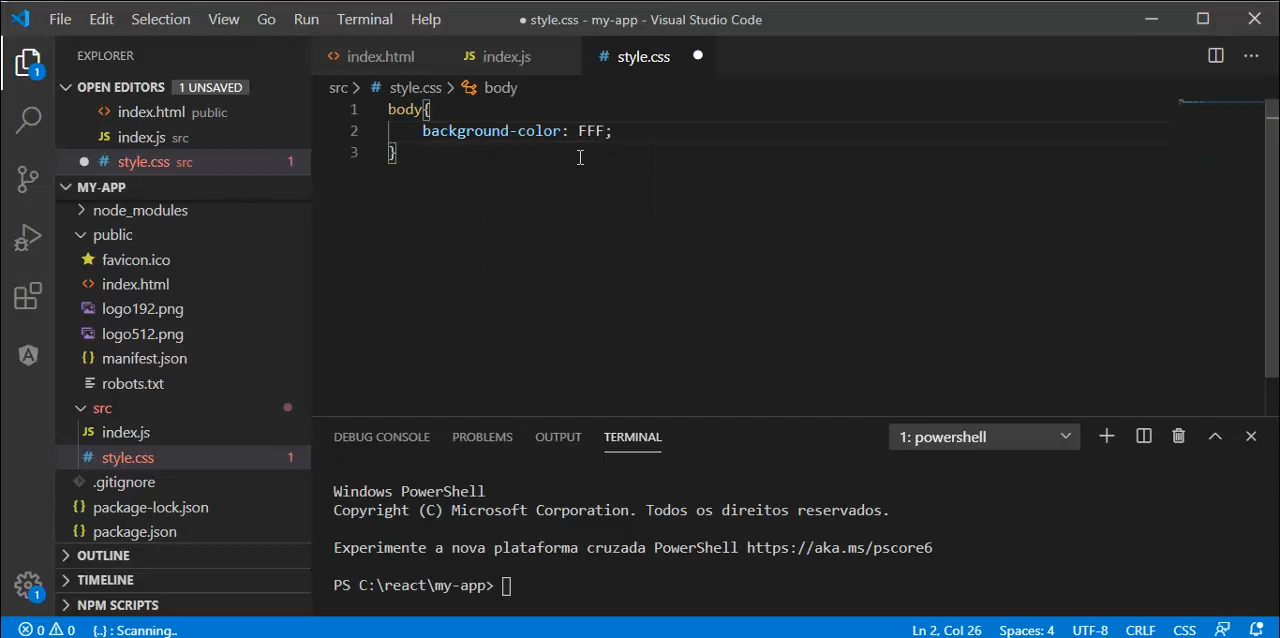 File Edit Selection View Go Run Terminal Help ● style.css - my-app - Visual Studio Code
EXPLORER
OPEN EDITORS 1 UNSAVED
index.html public
JS index.js src
# style.css src 1
MY-APP
node_modules
public
favicon.ico
index.html
logo192.png
logo512.png
{} manifest.json
robots.txt
src
JS index.js
# style.css 1
.gitignore
{} package-lock.json
{} package.json
OUTLINE
TIMELINE
NPM SCRIPTS
1
1
index.html JS index.js # style.css
src > # style.css > body
1 body{
2 background-color: FFF;
3 }
DEBUG CONSOLE PROBLEMS OUTPUT TERMINAL 1: powershell
Windows PowerShell
Copyright (C) Microsoft Corporation. Todos os direitos reservados.
Experimente a nova plataforma cruzada PowerShell https://aka.ms/pscore6
PS C:\react\my-app>
0 0 {..} : Scanning.. Ln 2, Col 26 Spaces: 4 UTF-8 CRLF CSS